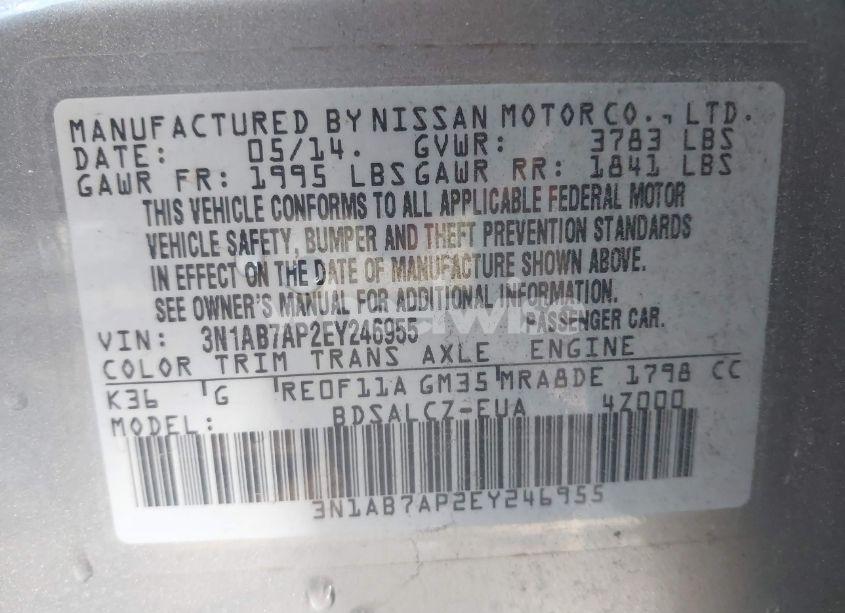 MANUFACTURED BY NISSAN MOTOR CO., LTD.
DATE: 05/14. GVWR: 3783 LBS
GAWR FR: 1995 LBS GAWR RR: 1841 LBS
THIS VEHICLE CONFORMS TO ALL APPLICABLE FEDERAL MOTOR
VEHICLE SAFETY, BUMPER AND THEFT PREVENTION STANDARDS
IN EFFECT ON THE DATE OF MANUFACTURE SHOWN ABOVE.
SEE OWNER'S MANUAL FOR ADDITIONAL INFORMATION.
VIN: 3N1AB7AP2EY246955 PASSENGER CAR.
COLOR TRIM TRANS AXLE ENGINE
K36 G RE0F11A GM35 MRA8DE 1798 CC
MODEL: BDSALCZ-EUA 4Z000
3N1AB7AP2EY246955